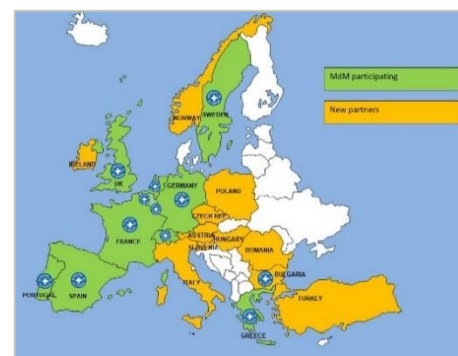 MdM participating
New partners
NORWAY
SWEDEN
IRELAND
UK
GERMANY
POLAND
CZECH REP.
FRANCE
AUSTRIA
HUNGARY
SLOVENIA
ROMANIA
ITALY
BULGARIA
PORTUGAL
SPAIN
TURKEY
GREECE